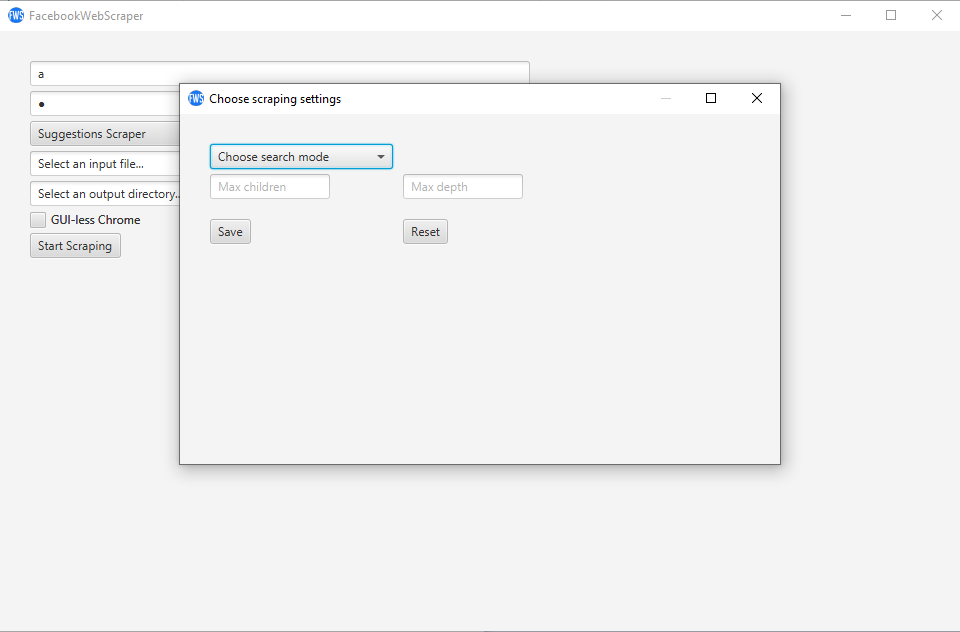 FWS FacebookWebScraper
a
●
Suggestions Scraper
Select an input file...
Select an output directory..
GUI-less Chrome
Start Scraping
FWS Choose scraping settings
Choose search mode
Max children Max depth
Save Reset